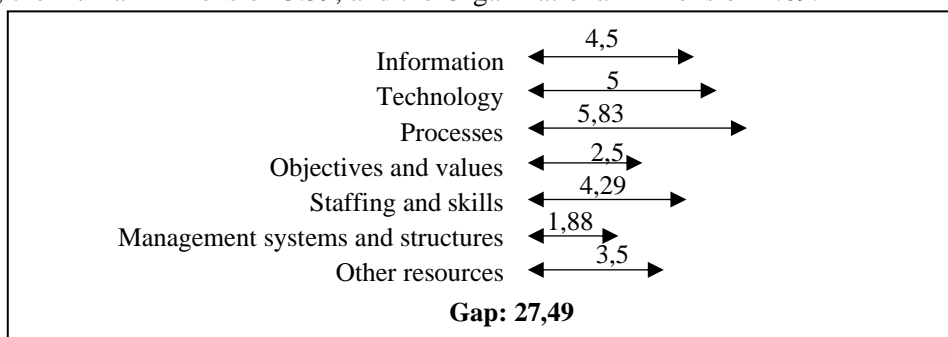 4,5
Information
5
Technology
5,83
Processes
2,5
Objectives and values
4,29
Staffing and skills
1,88
Management systems and structures
3,5
Other resources
Gap: 27,49